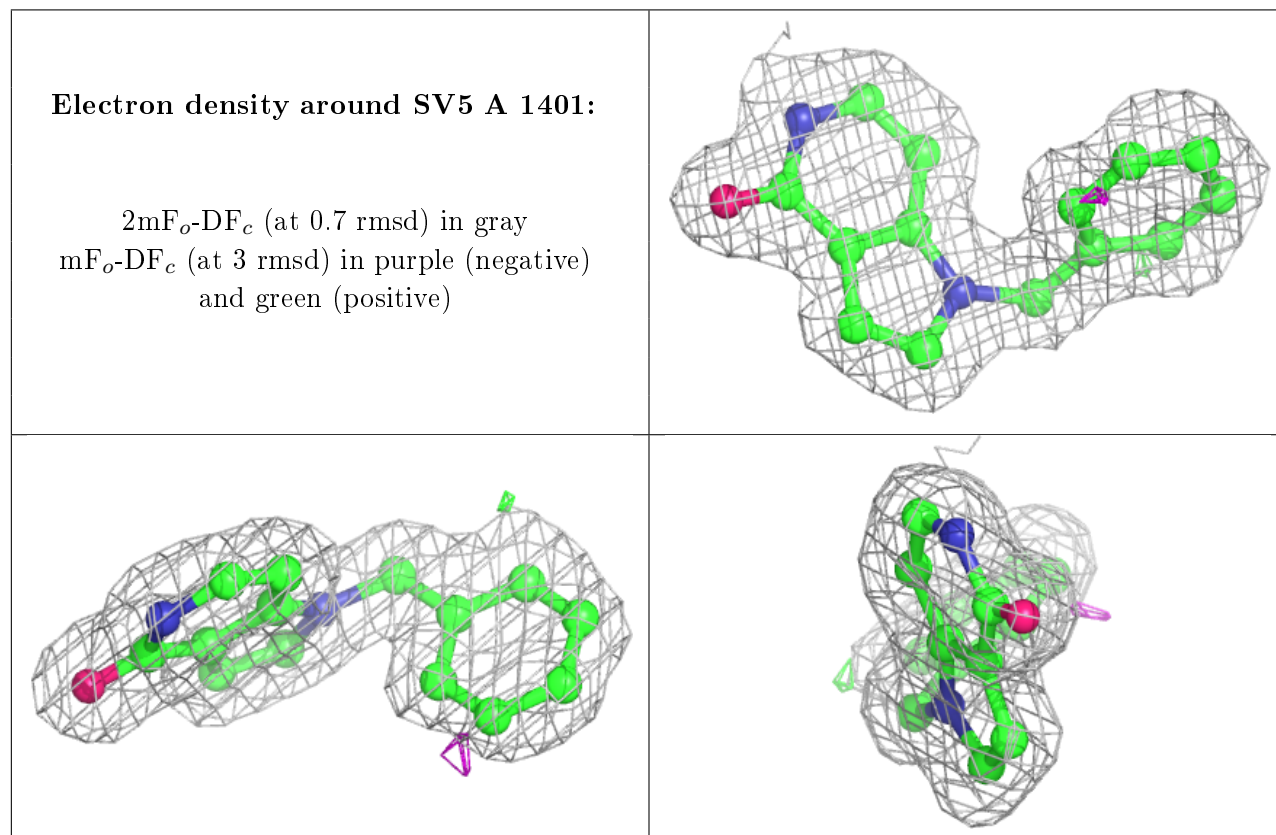 Electron density around SV5 A 1401:
2mFₒ-DF𝒸 (at 0.7 rmsd) in gray
mFₒ-DF𝒸 (at 3 rmsd) in purple (negative)
and green (positive)